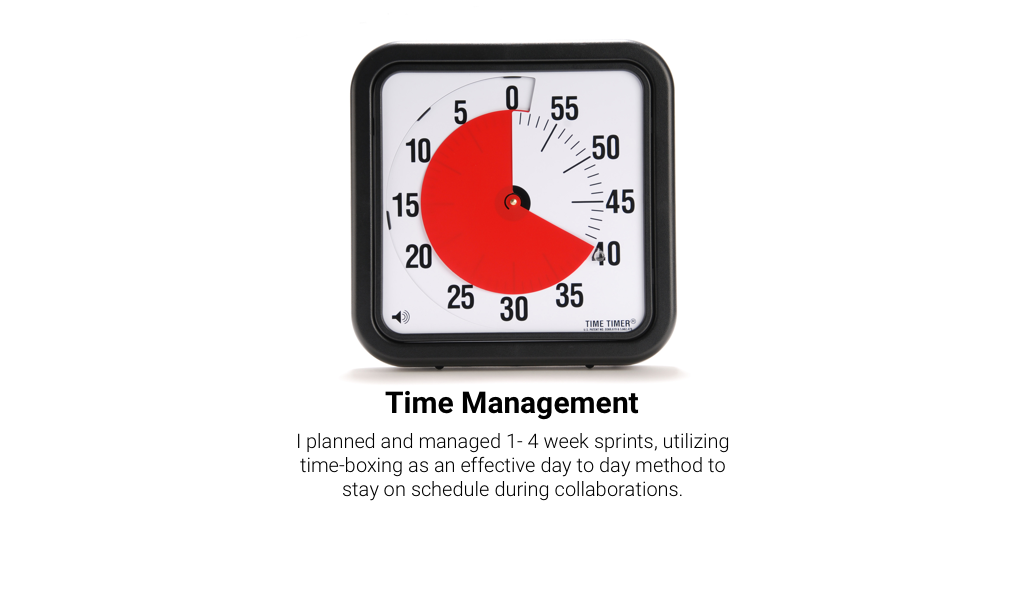 0
5
55
10
50
15
45
20
40
25
35
30
TIME TIMER®
Time Management
I planned and managed 1- 4 week sprints, utilizing
time-boxing as an effective day to day method to
stay on schedule during collaborations.